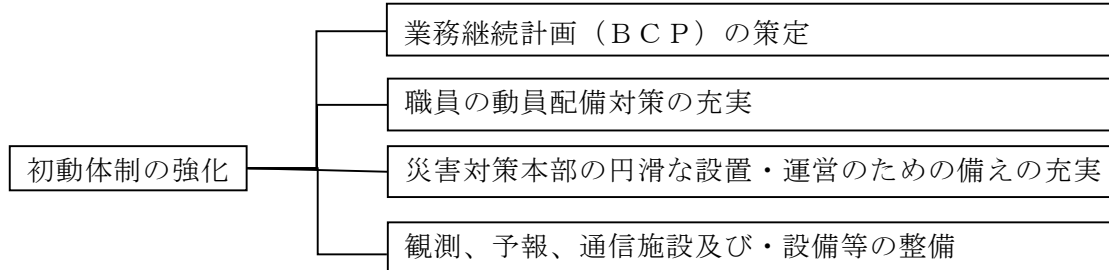 業務継続計画（ＢＣＰ）の策定
職員の動員配備対策の充実
初動体制の強化
災害対策本部の円滑な設置・運営のための備えの充実
観測、予報、通信施設及び・設備等の整備